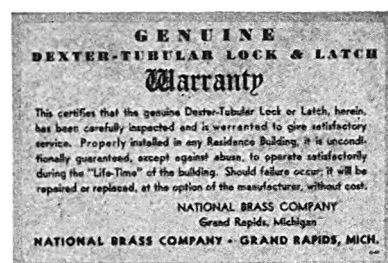 GENUINE
DEXTER-TUBULAR LOCK & LATCH
Warranty
This certifies that the genuine Dexter-Tubular Lock or Latch, herein,
has been carefully inspected and is warranted to give satisfactory
service. Properly installed in any Residence Building, it is uncondi-
tionally guaranteed, except against abuse, to operate satisfactorily
during the "Life-Time" of the building. Should failure occur; it will be
repaired or replaced, at the option of the manufacturer, without cost.
NATIONAL BRASS COMPANY
Grand Rapids, Michigan
NATIONAL BRASS COMPANY - GRAND RAPIDS, MICH.